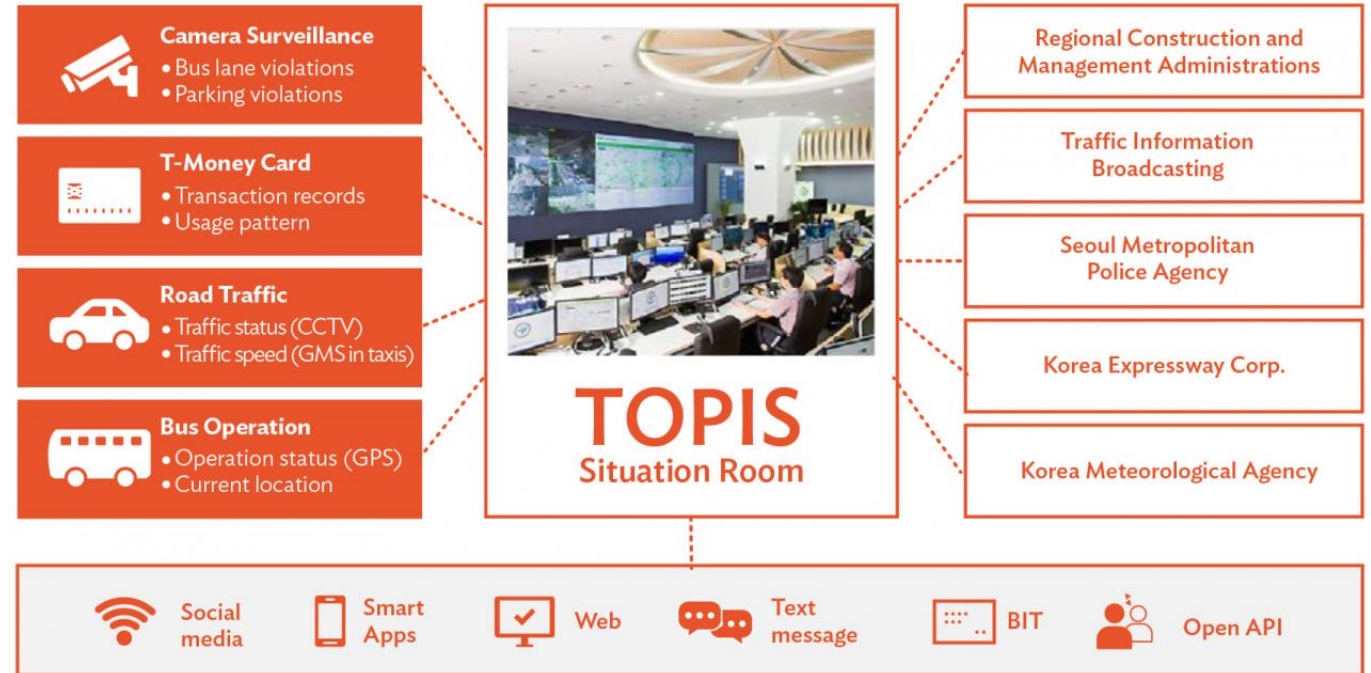 Camera Surveillance
• Bus lane violations
• Parking violations
T-Money Card
• Transaction records
• Usage pattern
Road Traffic
• Traffic status (CCTV)
• Traffic speed (GMS in taxis)
Bus Operation
• Operation status (GPS)
• Current location
TOPIS
Situation Room
Regional Construction and
Management Administrations
Traffic Information
Broadcasting
Seoul Metropolitan
Police Agency
Korea Expressway Corp.
Korea Meteorological Agency
Social
media
Smart
Apps
Web
Text
message
BIT
Open API